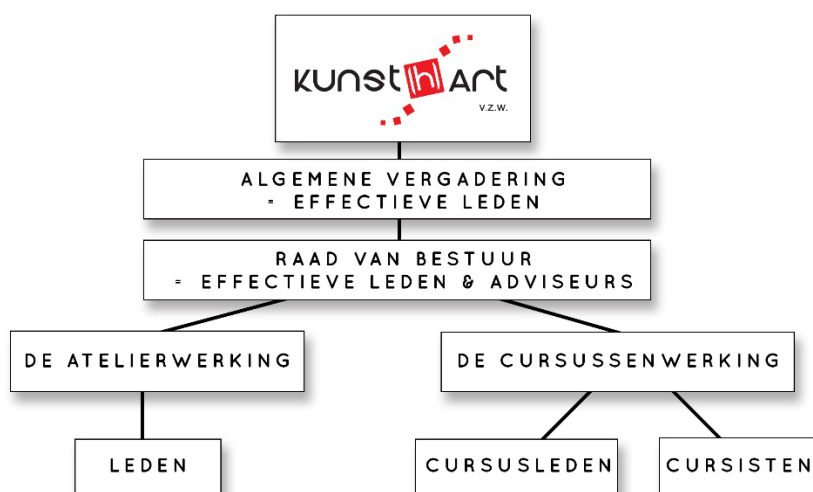 Kunst(h)Art
v.z.w.
ALGEMENE VERGADERING
= EFFECTIEVE LEDEN
RAAD VAN BESTUUR
= EFFECTIEVE LEDEN & ADVISEURS
DE ATELIERWERKING
DE CURSUSSENWERKING
LEDEN
CURSUSLEDEN
CURSISTEN